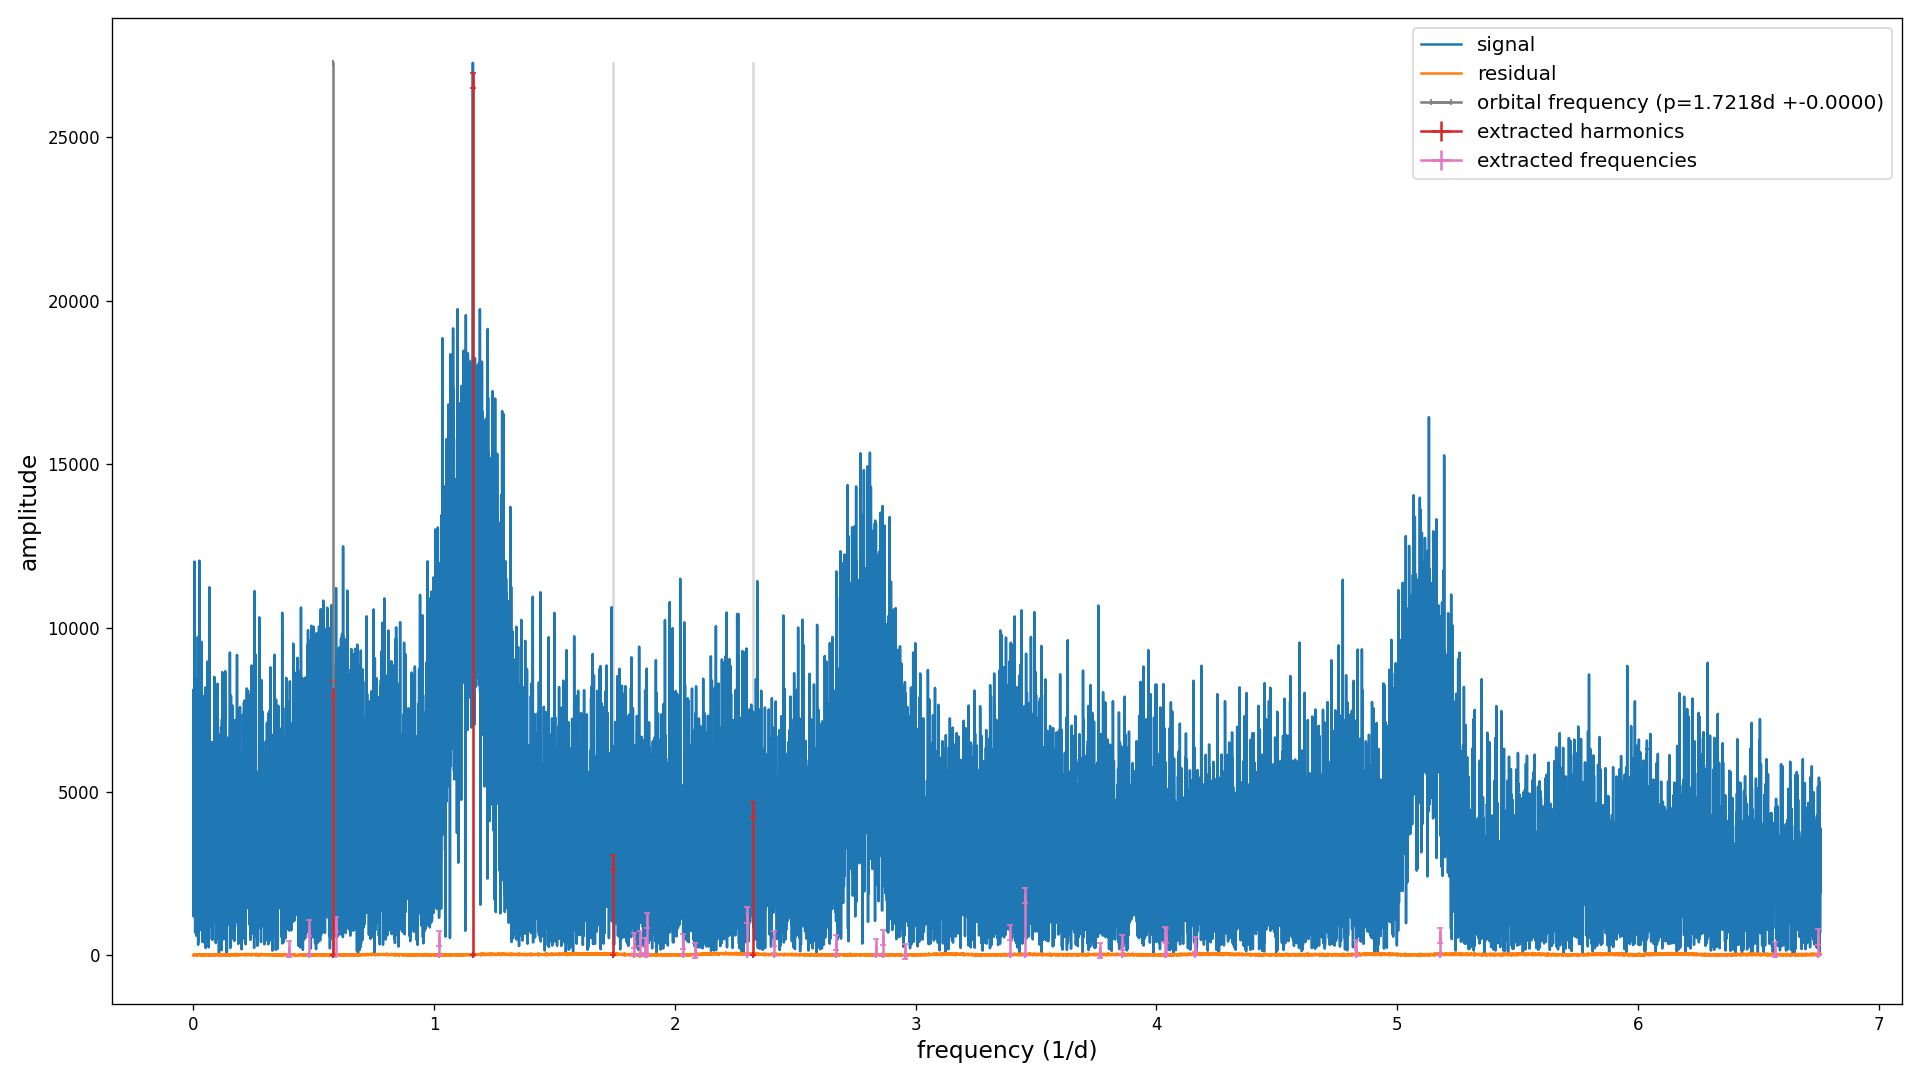 signal
residual
orbital frequency (p=1.7218d +-0.0000)
extracted harmonics
extracted frequencies
25000
20000
15000
10000
5000
0
amplitude
0 1 2 3 4 5 6 7
frequency (1/d)